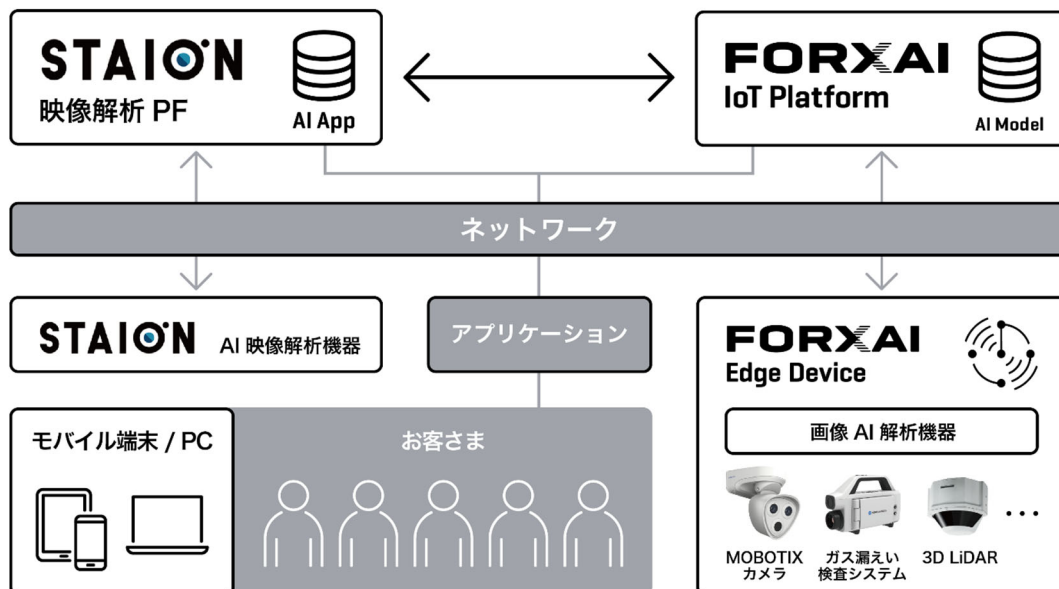 STAION
映像解析 PF
AI App
FORXAI
IoT Platform
AI Model
ネットワーク
STAION AI 映像解析機器
アプリケーション
FORXAI
Edge Device
画像 AI 解析機器
モバイル端末 / PC
お客さま
MOBOTIX
カメラ
ガス漏えい
検査システム
3D LiDAR
...